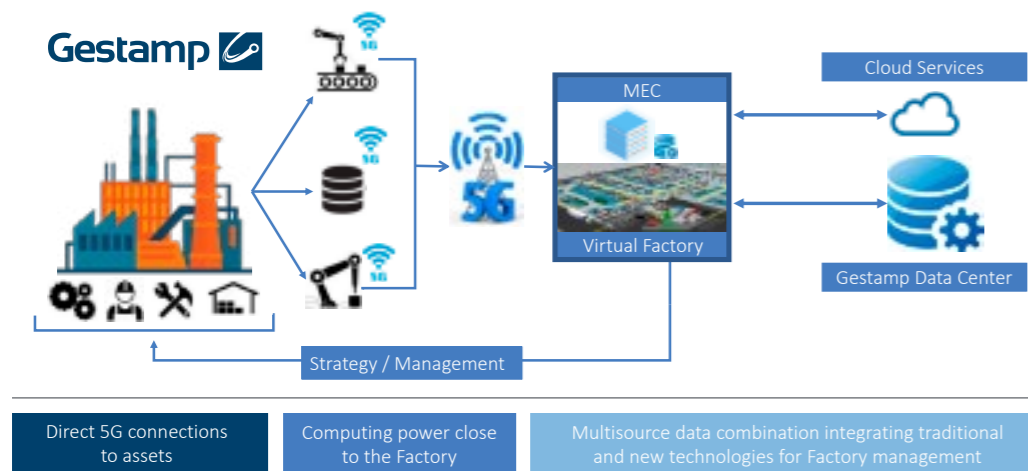 Gestamp
5G
5G
5G
5G
MEC
Virtual Factory
Cloud Services
Gestamp Data Center
Strategy / Management
Direct 5G connections
to assets
Computing power close
to the Factory
Multisource data combination integrating traditional
and new technologies for Factory management